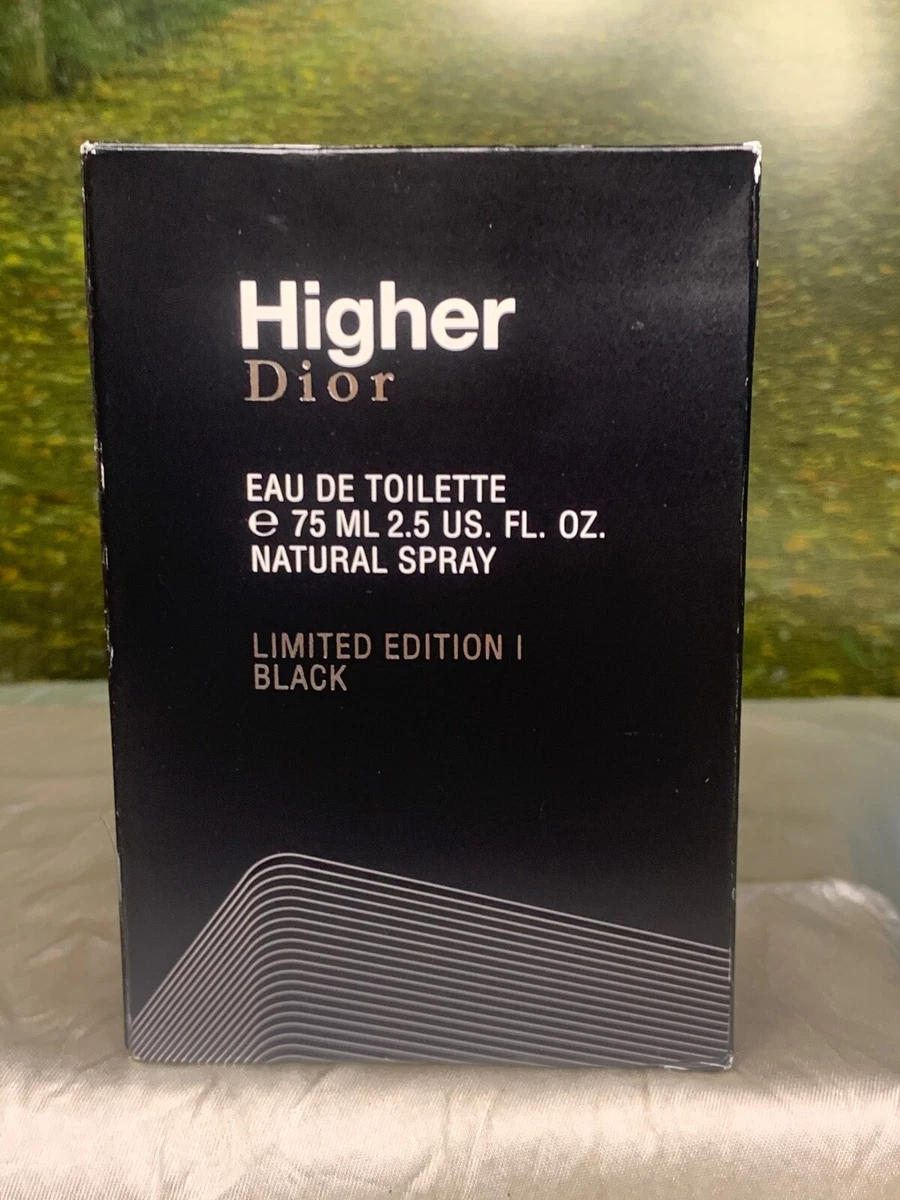 Higher
Dior
EAU DE TOILETTE
℮ 75 ML 2.5 US. FL. OZ.
NATURAL SPRAY
LIMITED EDITION I
BLACK